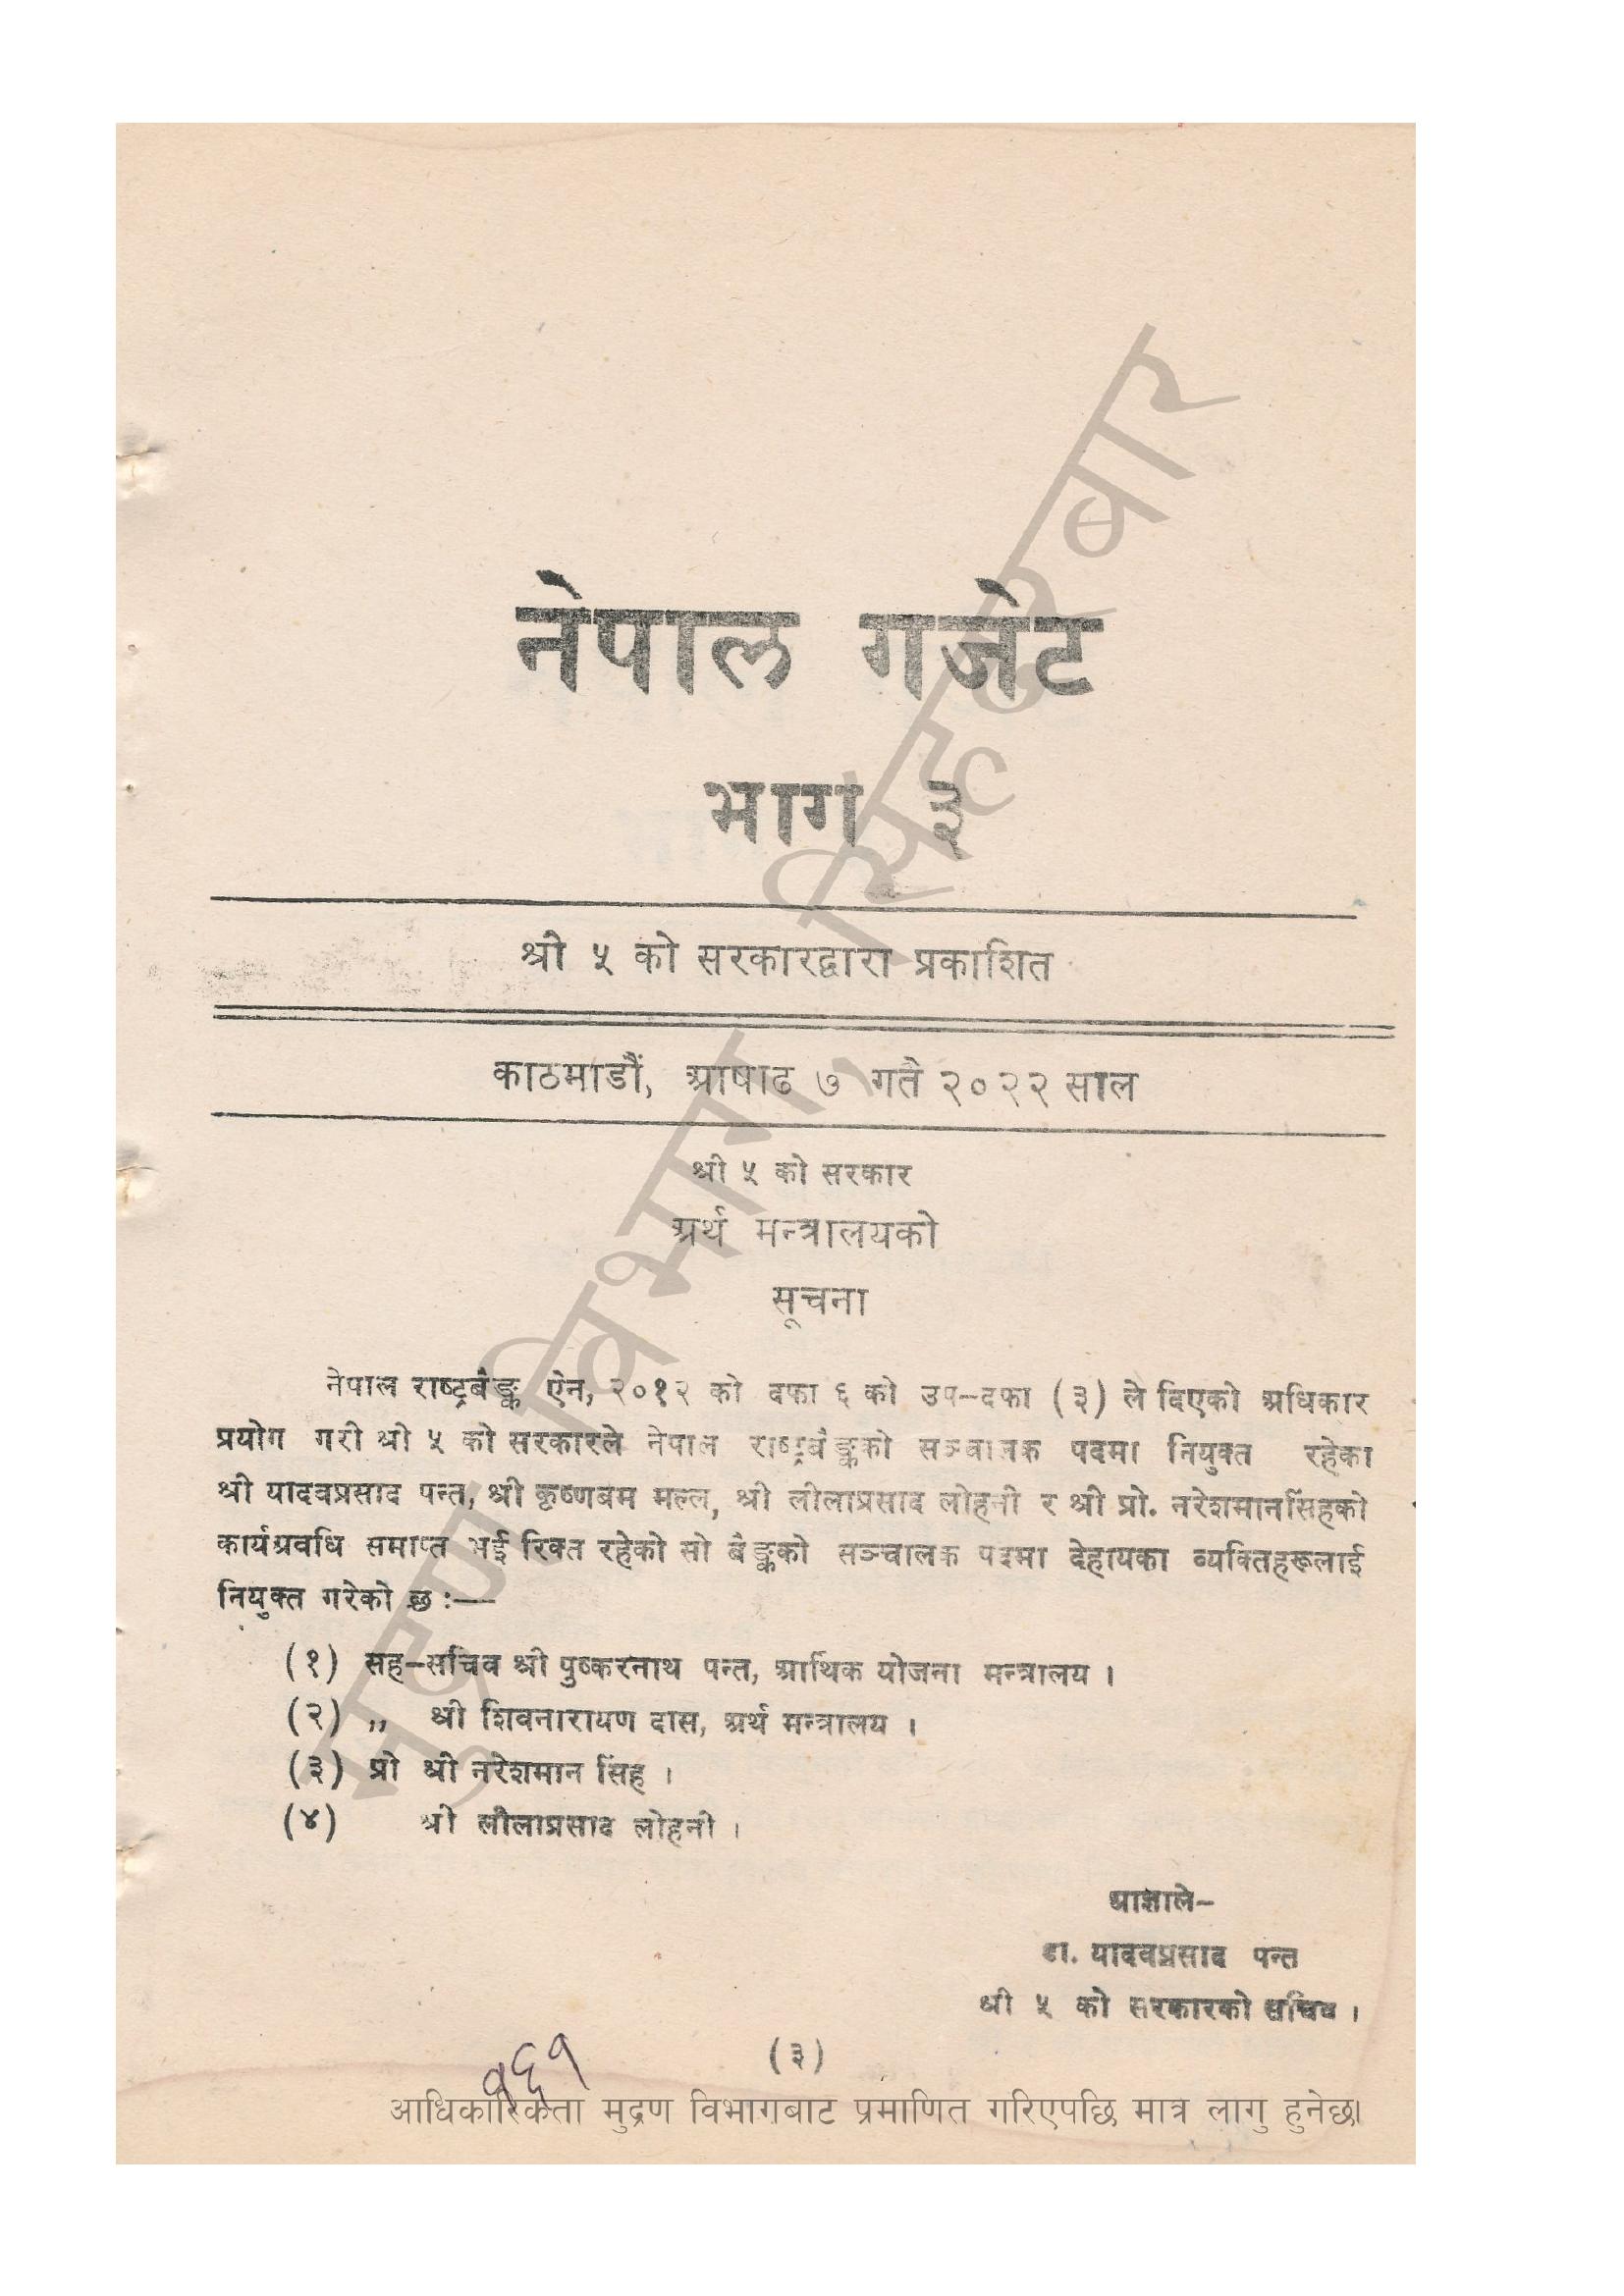 नेपाल गजेट
भाग ३
श्री ५ को सरकारद्वारा प्रकाशित
काठमाडौं, आषाढ ७ गते २०२२ साल
श्री ५ को सरकार
अर्थ मन्त्रालयको
सूचना
नेपाल राष्ट्रबैङ्क ऐन, २०१२ को दफा ६ को उप-दफा (३) ले दिएको अधिकार
प्रयोग गरी श्री ५ को सरकारले नेपाल राष्ट्रबैङ्कको सञ्चालक पदमा नियुक्त रहेका
श्री यादवप्रसाद पन्त, श्री कृष्णबम मल्ल, श्री लीलाप्रसाद लोहनी र श्री प्रो. नरेशमानसिंहको
कार्यअवधि समाप्त भई रिक्त रहेको सो बैङ्कको सञ्चालक पदमा देहायका व्यक्तिहरूलाई
नियुक्त गरेको छ :—
(१) सह-सचिव श्री पुष्करनाथ पन्त, आर्थिक योजना मन्त्रालय ।
(२) ,, श्री शिवनारायण दास, अर्थ मन्त्रालय ।
(३) प्रो श्री नरेशमान सिंह ।
(४) श्री लीलाप्रसाद लोहनी ।
आज्ञाले-
डा. यादवप्रसाद पन्त
श्री ५ को सरकारको सचिव ।
(३)
१६१
आधिकारिकता मुद्रण विभागबाट प्रमाणित गरिएपछि मात्र लागु हुनेछ।
मुद्रण विभाग, सिंहदरबार